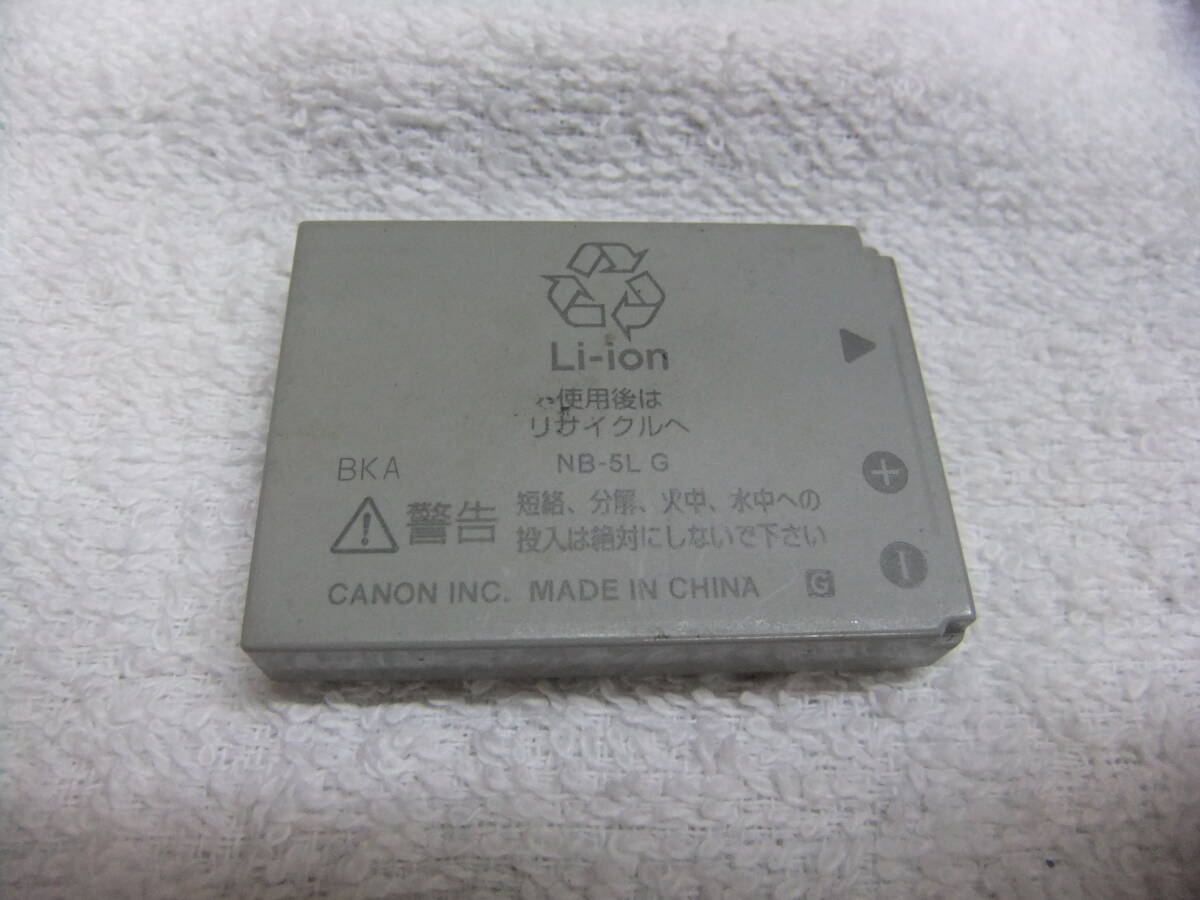 Li-ion
使用後は
リサイクルへ
BKA
NB-5L G
警告
短絡、分解、火中、水中への
投入は絶対にしないで下さい
CANON INC. MADE IN CHINA G